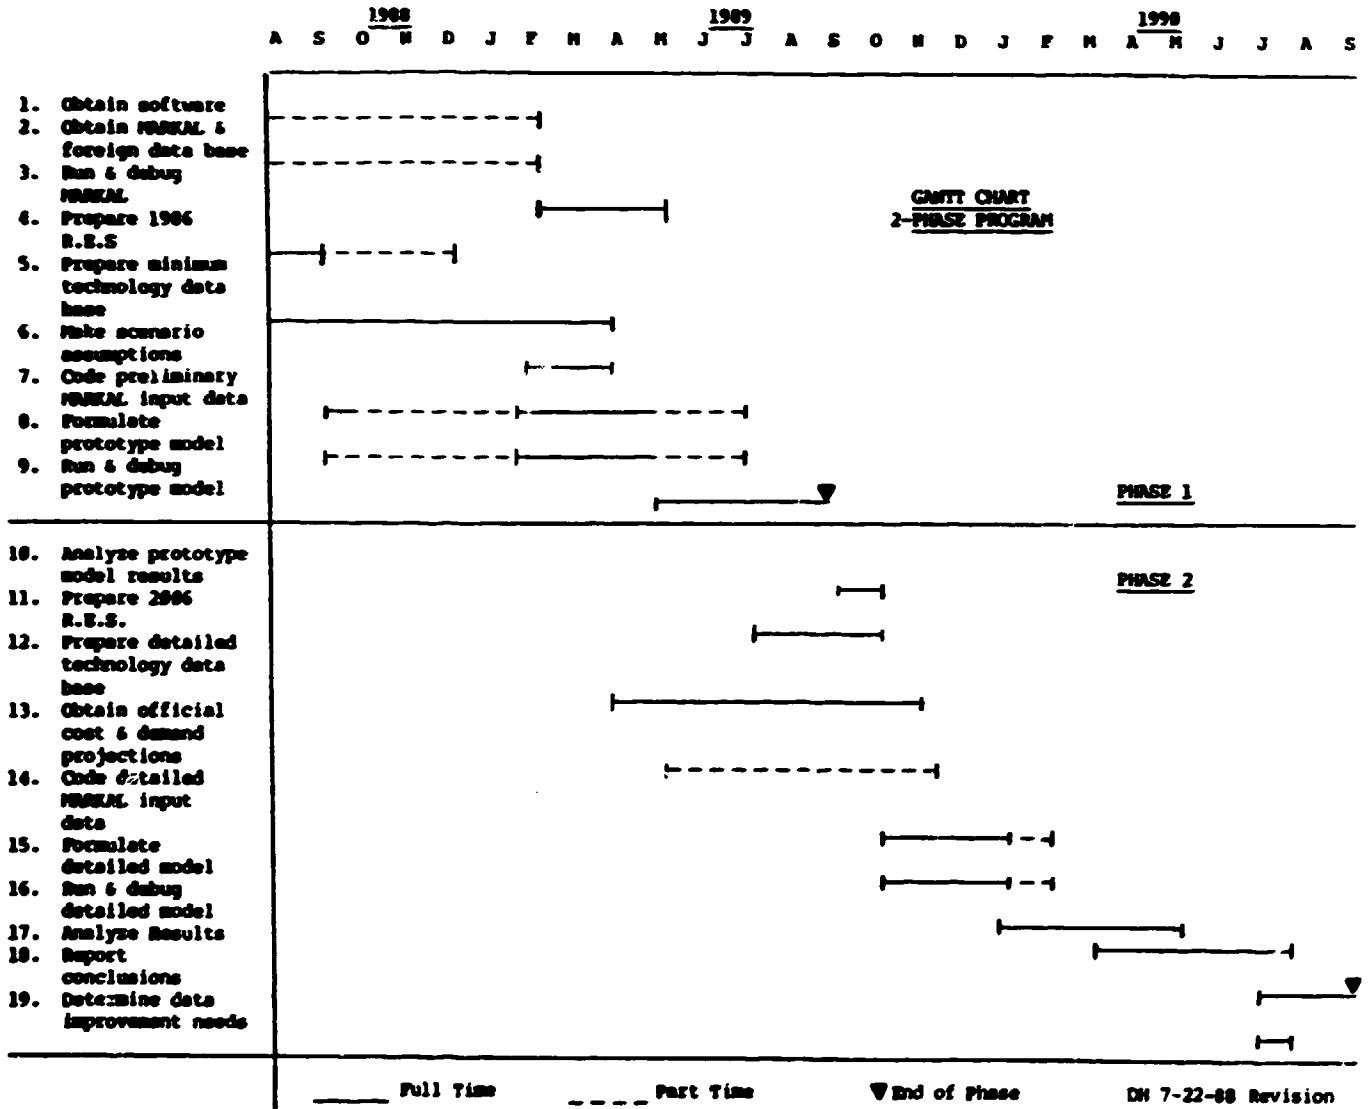 1988 1989 1990
A S O N D J F M A M J J A S O N D J F M A M J J A S
1. Obtain software
2. Obtain MARKAL &
foreign data base
3. Run & debug
MARKAL
4. Prepare 1986
R.E.S
5. Prepare minimum
technology data
base
6. Make scenario
assumptions
7. Code preliminary
MARKAL input data
8. Formulate
prototype model
9. Run & debug
prototype model
GANTT CHART
2-PHASE PROGRAM
PHASE 1
10. Analyze prototype
model results
11. Prepare 2006
R.E.S.
12. Prepare detailed
technology data
base
13. Obtain official
cost & demand
projections
14. Code detailed
MARKAL input
data
15. Formulate
detailed model
16. Run & debug
detailed model
17. Analyze Results
18. Report
conclusions
19. Determine data
improvement needs
PHASE 2
Full Time Part Time End of Phase DH 7-22-88 Revision